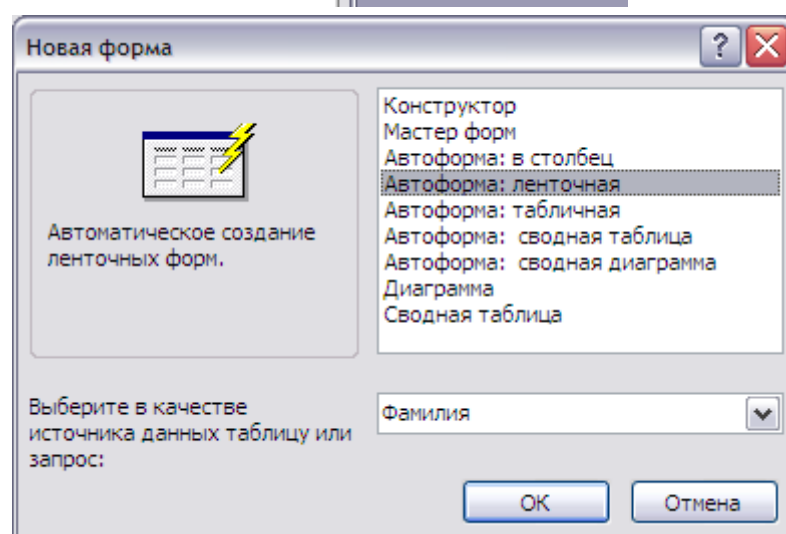 Новая форма
Конструктор
Мастер форм
Автоформа: в столбец
Автоформа: ленточная
Автоформа: табличная
Автоформа: сводная таблица
Автоформа: сводная диаграмма
Диаграмма
Сводная таблица
Автоматическое создание
ленточных форм.
Выберите в качестве
источника данных таблицу или
запрос:
Фамилия
ОК
Отмена